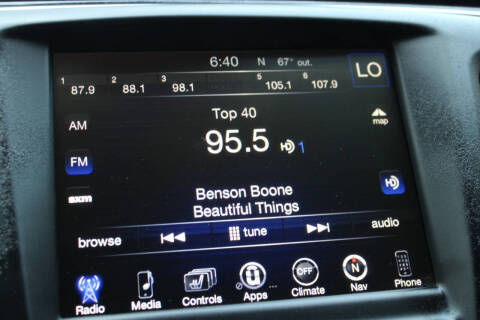 6:40 N 67° out.
1 87.9 2 88.1 3 98.1 5 105.1 6 107.9 LO
AM
Top 40
map
95.5 HD 1
FM
HD
sxm
Benson Boone
Beautiful Things
browse tune audio
Radio Media Controls Apps OFF Climate N Nav Phone